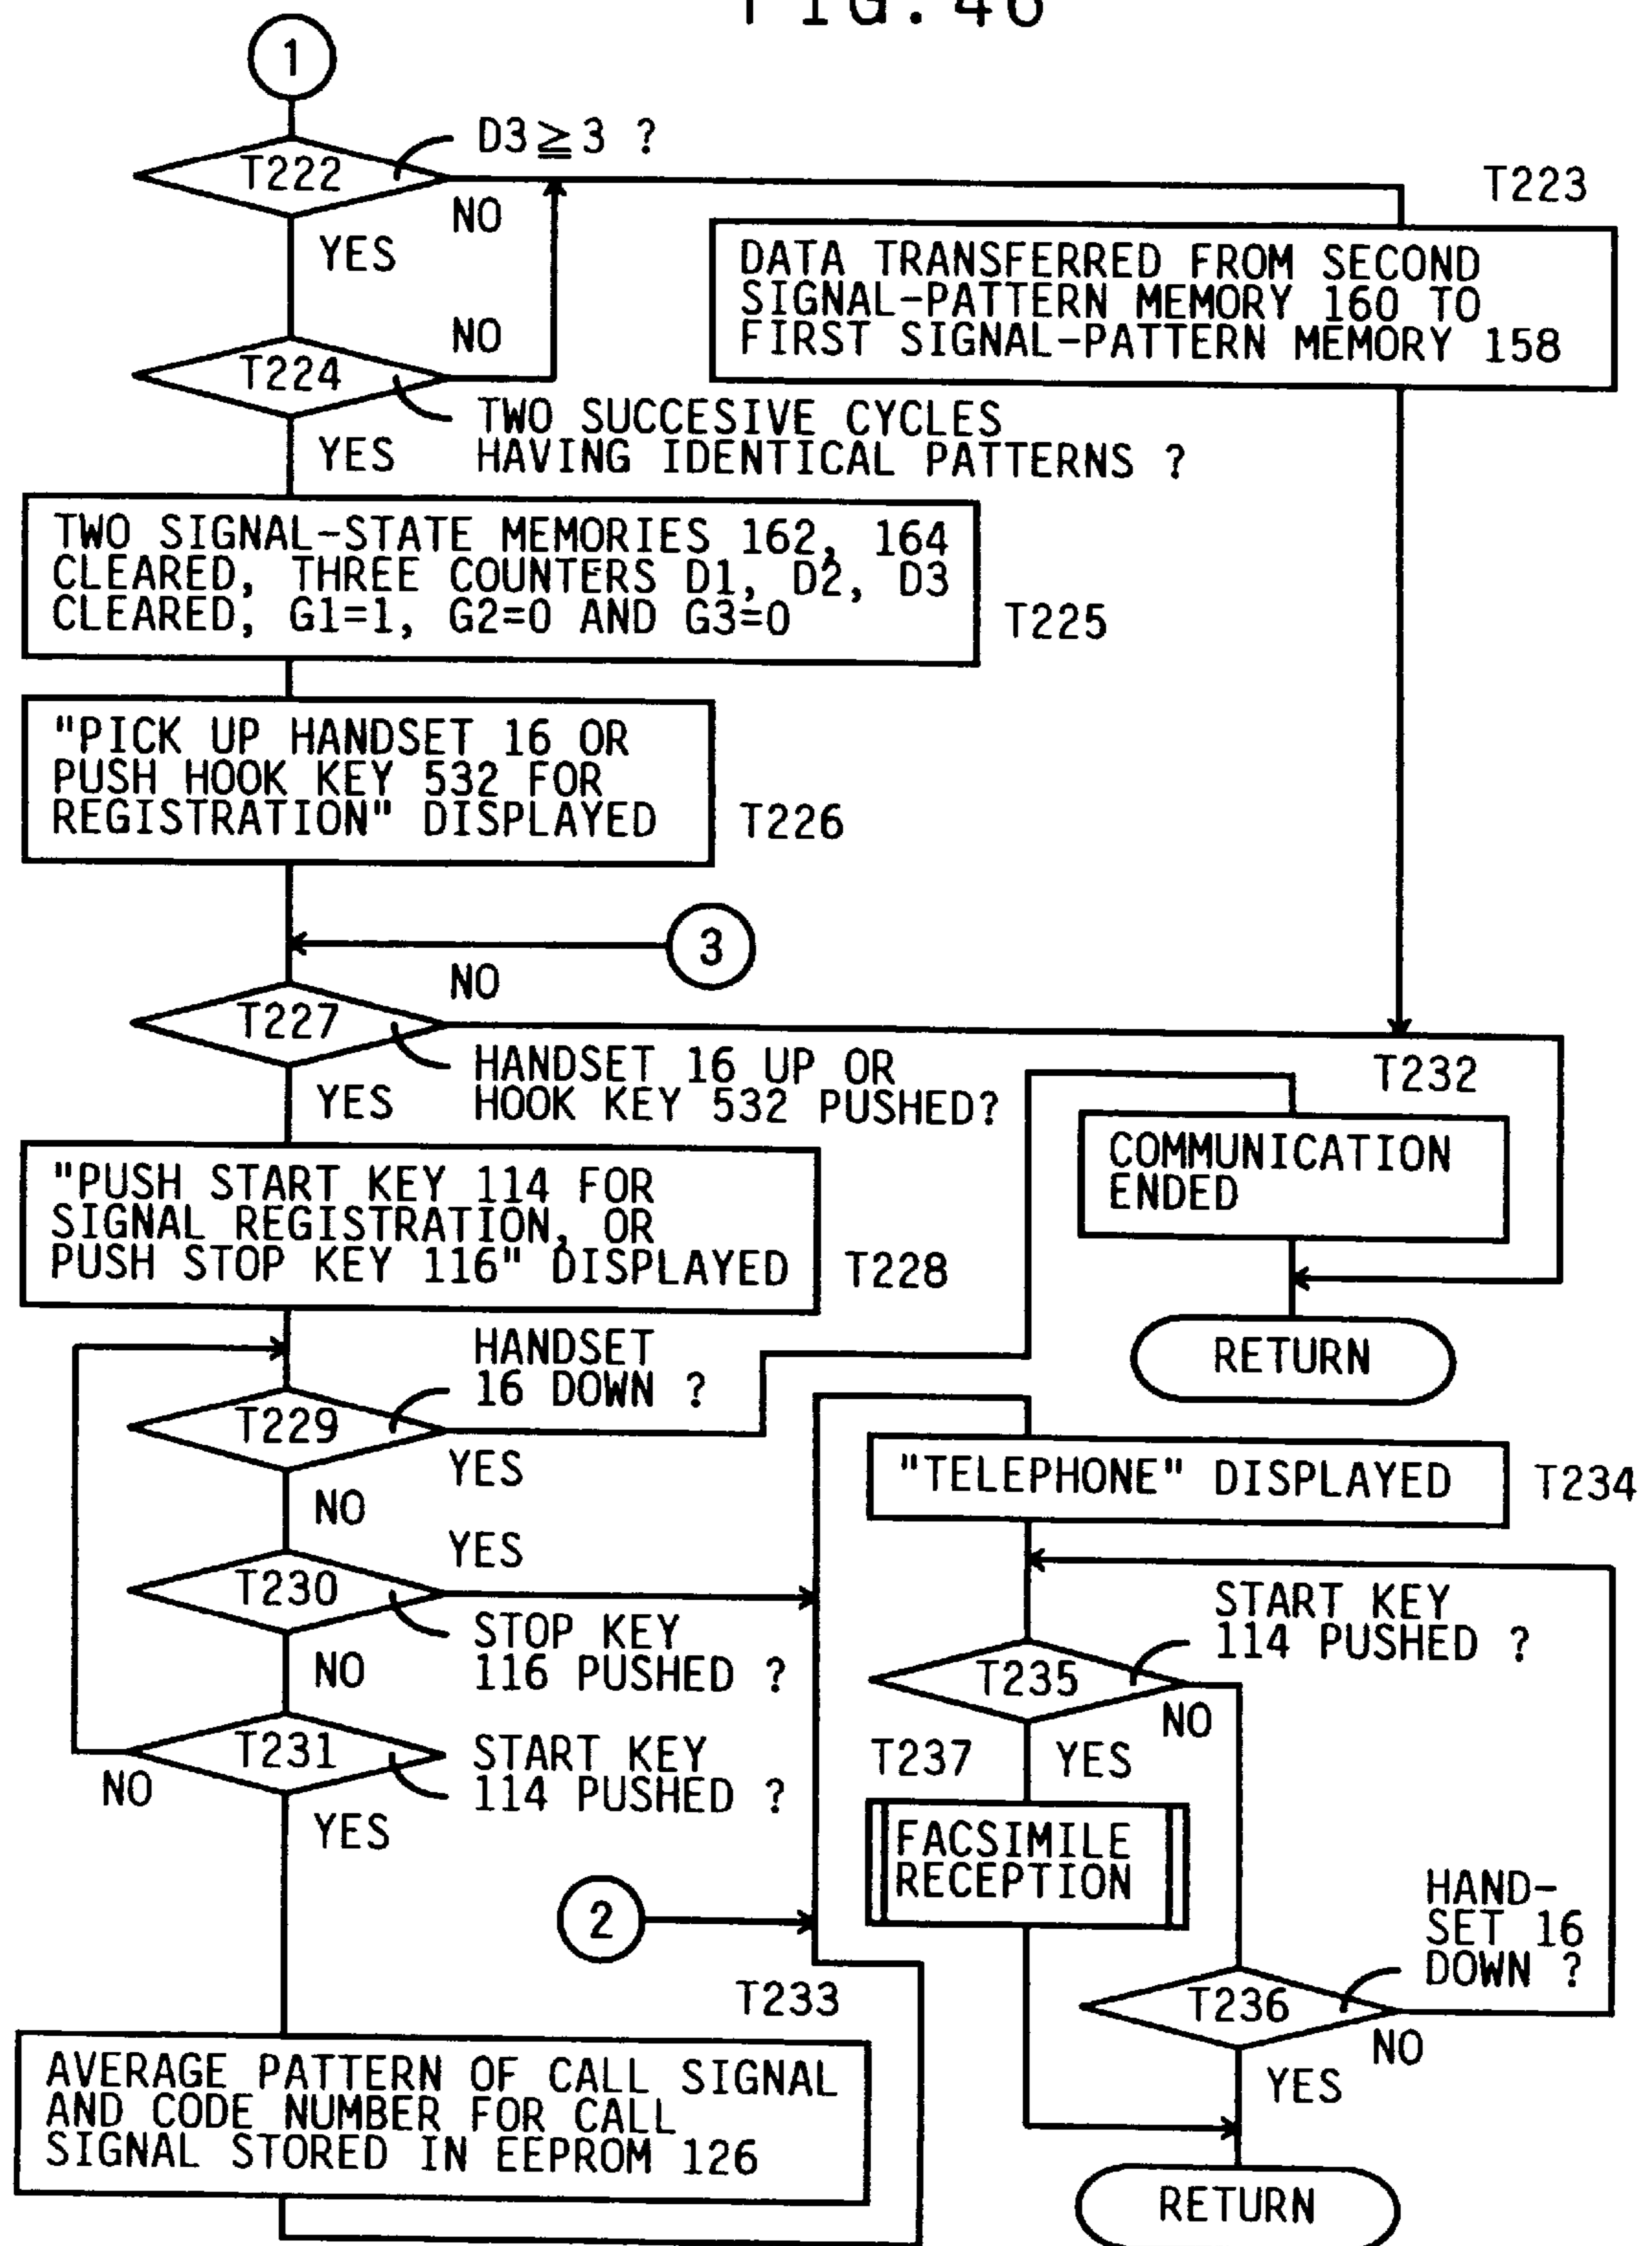 FIG. 46
1
T222
D3≧3 ?
NO
YES
T223
DATA TRANSFERRED FROM SECOND
SIGNAL-PATTERN MEMORY 160 TO
FIRST SIGNAL-PATTERN MEMORY 158
T224
NO
TWO SUCCESIVE CYCLES
HAVING IDENTICAL PATTERNS ?
YES
TWO SIGNAL-STATE MEMORIES 162, 164
CLEARED, THREE COUNTERS D1, D2, D3
CLEARED, G1=1, G2=0 AND G3=0
T225
"PICK UP HANDSET 16 OR
PUSH HOOK KEY 532 FOR
REGISTRATION" DISPLAYED
T226
3
T227
NO
HANDSET 16 UP OR
HOOK KEY 532 PUSHED?
YES
T232
COMMUNICATION
ENDED
RETURN
"PUSH START KEY 114 FOR
SIGNAL REGISTRATION, OR
PUSH STOP KEY 116" DISPLAYED
T228
HANDSET
16 DOWN ?
T229
YES
NO
T230
YES
STOP KEY
116 PUSHED ?
NO
T231
START KEY
114 PUSHED ?
NO
YES
2
T233
AVERAGE PATTERN OF CALL SIGNAL
AND CODE NUMBER FOR CALL
SIGNAL STORED IN EEPROM 126
"TELEPHONE" DISPLAYED
T234
START KEY
114 PUSHED ?
T235
NO
YES
T237
FACSIMILE
RECEPTION
HAND-
SET 16
DOWN ?
T236
NO
YES
RETURN